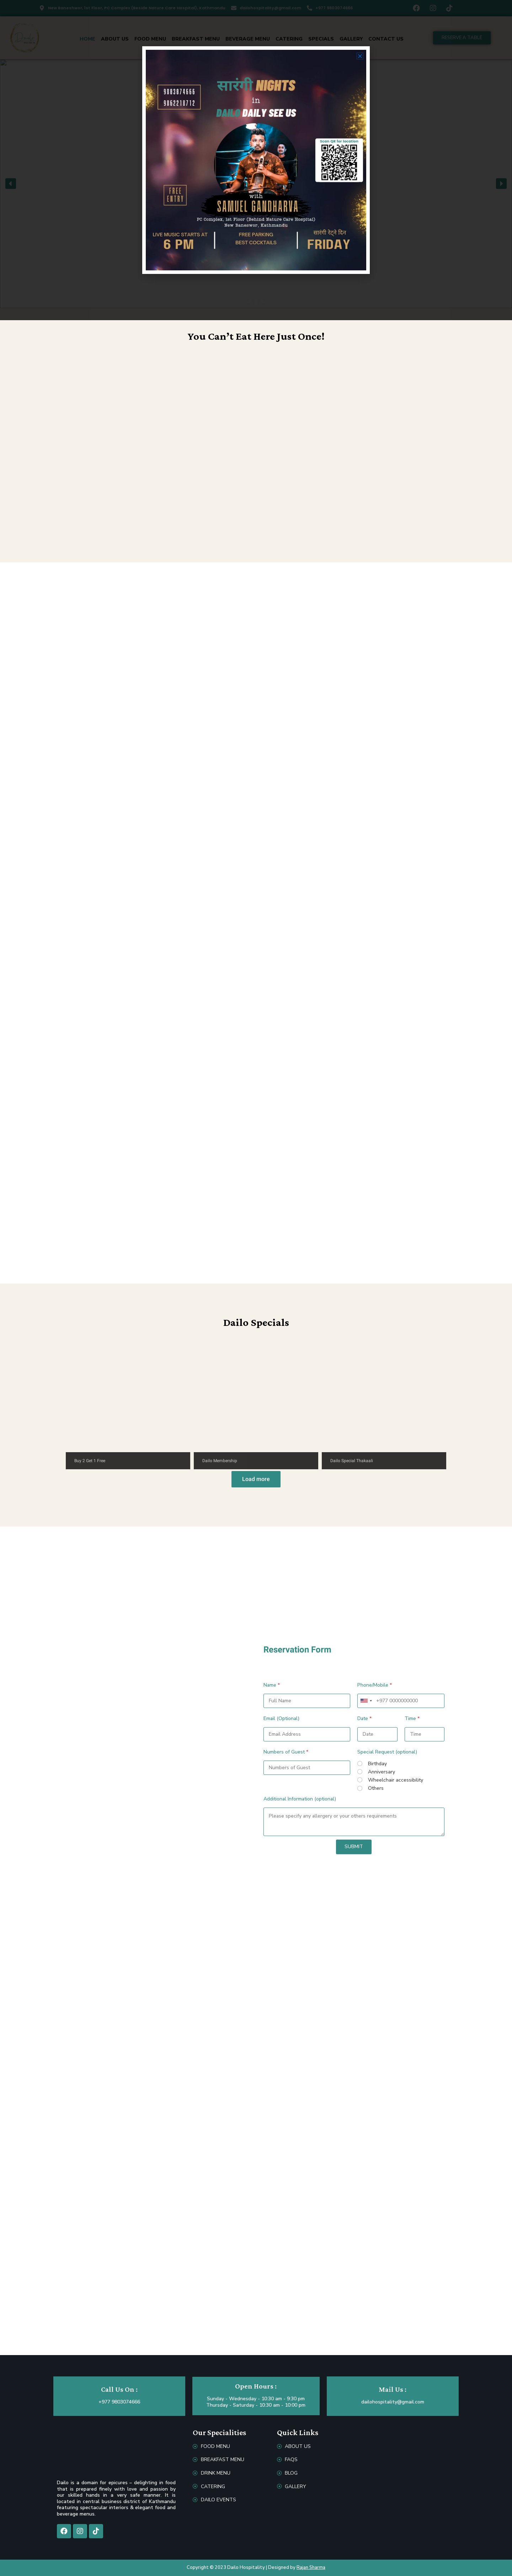 HOME ABOUT US FOOD MENU BREAKFAST MENU BEVERAGE MENU CATERING SPECIALS GALLERY CONTACT US
RESERVE A TABLE
9803074666
9862218712
सारंगी NIGHTS
in
DAILO DAILY SEE US
Scan QR for location
FREE
ENTRY
with
SAMUEL GANDHARVA
PC Complex, 1st Floor (Behind Nature Care Hospital)
New Baneswor, Kathmandu
LIVE MUSIC STARTS AT
6 PM
FREE PARKING
BEST COCKTAILS
सारंगी रेट्ने दिन
FRIDAY
You Can’t Eat Here Just Once!
Dailo Specials
Buy 2 Get 1 Free
Dailo Membership
Dailo Special Thakaali
Load more
Reservation Form
Name *
Phone/Mobile *
Full Name
+977 0000000000
Email (Optional)
Date *
Time *
Email Address
Date
Time
Numbers of Guest *
Special Request (optional)
Numbers of Guest
Birthday
Anniversary
Wheelchair accessibility
Others
Additional Information (optional)
Please specify any allergery or your others requirements
SUBMIT
Call Us On :
+977 9803074666
Open Hours :
Sunday - Wednesday - 10:30 am - 9:30 pm
Thursday - Saturday - 10:30 am - 10:00 pm
Mail Us :
dailohospitality@gmail.com
Our Specialities
Quick Links
FOOD MENU
ABOUT US
BREAKFAST MENU
FAQS
DRINK MENU
BLOG
CATERING
GALLERY
DAILO EVENTS
Dailo is a domain for epicures – delighting in food
that is prepared finely with love and passion by
our skilled hands in a very safe manner. It is
located in central business district of Kathmandu
featuring spectacular interiors & elegant food and
beverage menus.
Copyright © 2023 Dailo Hospitality | Designed by Rajan Sharma